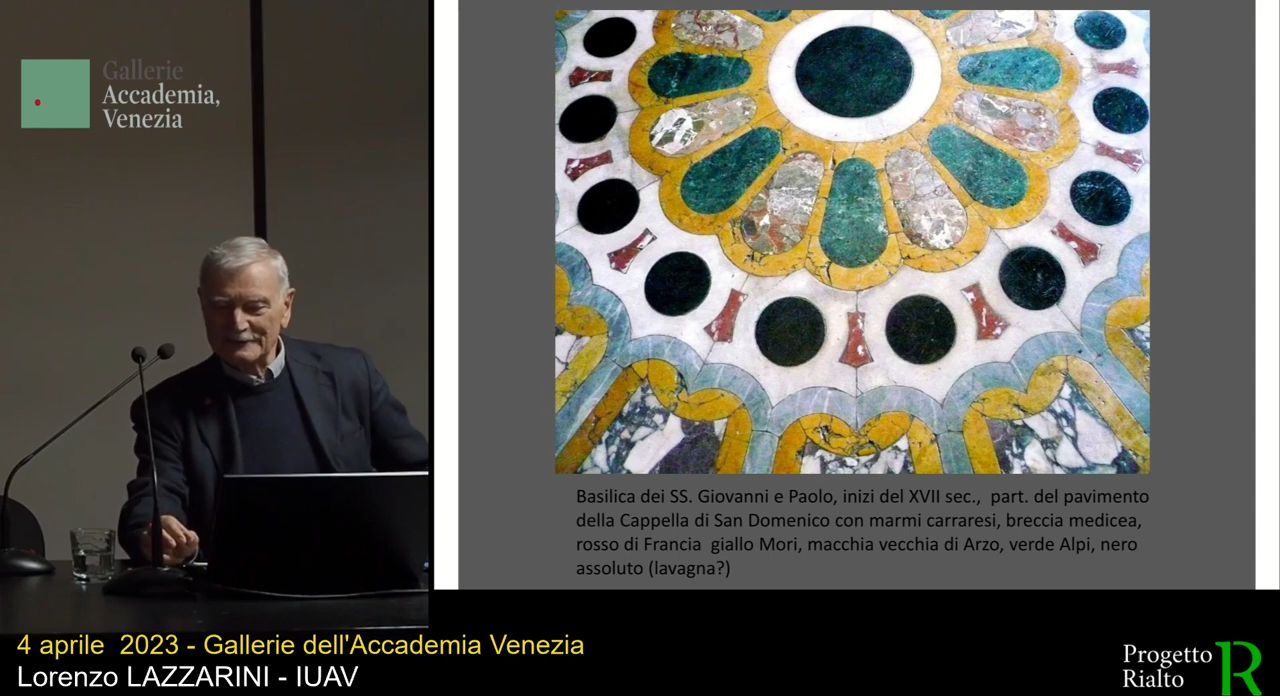 Gallerie
Accademia,
Venezia
Basilica dei SS. Giovanni e Paolo, inizi del XVII sec., part. del pavimento
della Cappella di San Domenico con marmi carraresi, breccia medicea,
rosso di Francia giallo Mori, macchia vecchia di Arzo, verde Alpi, nero
assoluto (lavagna?)
4 aprile 2023 - Gallerie dell'Accademia Venezia
Lorenzo LAZZARINI - IUAV
Progetto
Rialto
R